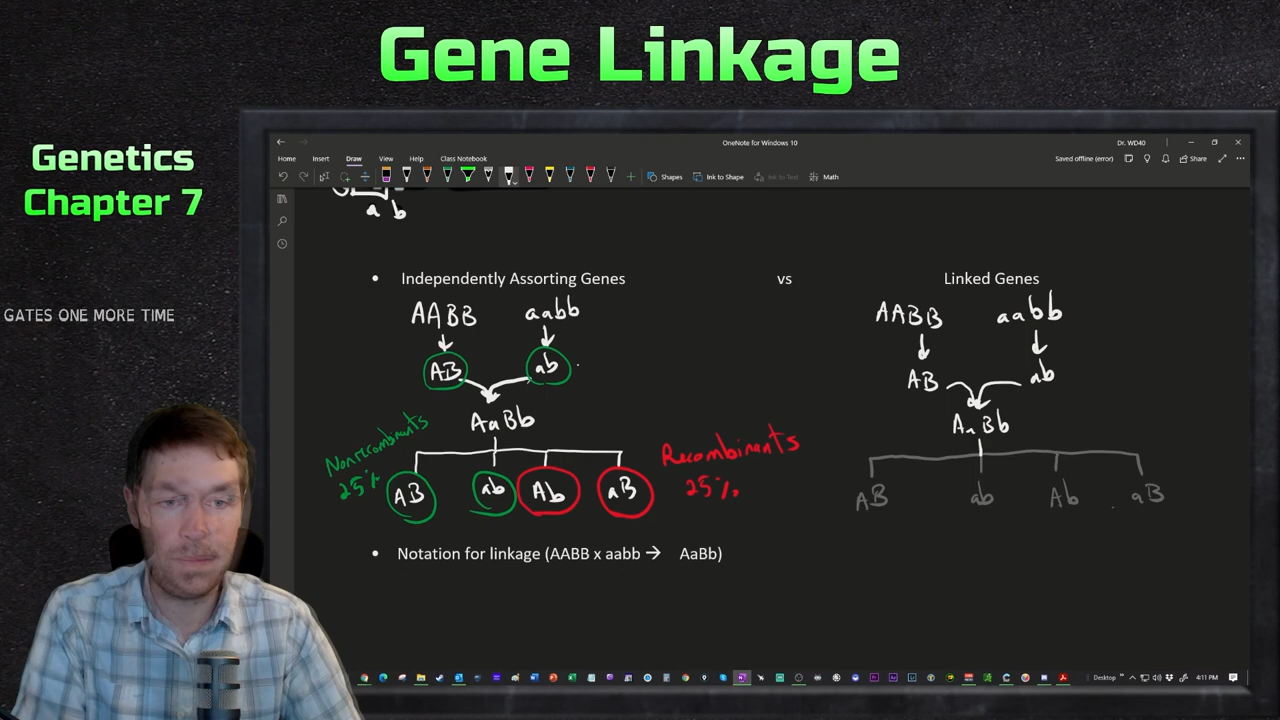 Gene Linkage
Genetics
Chapter 7
GATES ONE MORE TIME
OneNote for Windows 10
Dr. WD40
Home Insert Draw View Help Class Notebook
Saved offline (error) Share
Shapes Ink to Shape Ink to Text Math
a b
• Independently Assorting Genes vs Linked Genes
AABB aabb AABB aabb
AB ab AB ab
AaBb AaBb
Nonrecombinants
25%
Recombinants
25%
AB ab Ab aB AB ab Ab aB
• Notation for linkage (AABB x aabb → AaBb)
Desktop 4:11 PM